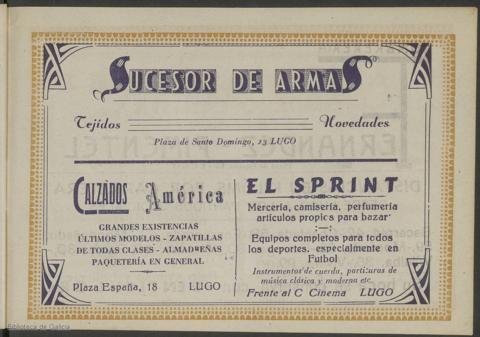 SUCESOR DE ARMAS
Tejidos Novedades
Plaza de Santo Domingo, 23 LUGO
CALZADOS América
GRANDES EXISTENCIAS
ÚLTIMOS MODELOS - ZAPATILLAS
DE TODAS CLASES - ALMADREÑAS
PAQUETERÍA EN GENERAL
Plaza España, 18 LUGO
EL SPRINT
Mercería, camisería, perfumería
artículos propics para bazar
Equipos completos para todos
los deportes, especialmente en
Futbol
Instrumentos de cuerda, partituras de
música clásica y moderna etc.
Frente al C Cinema LUGO
Biblioteca de Galicia